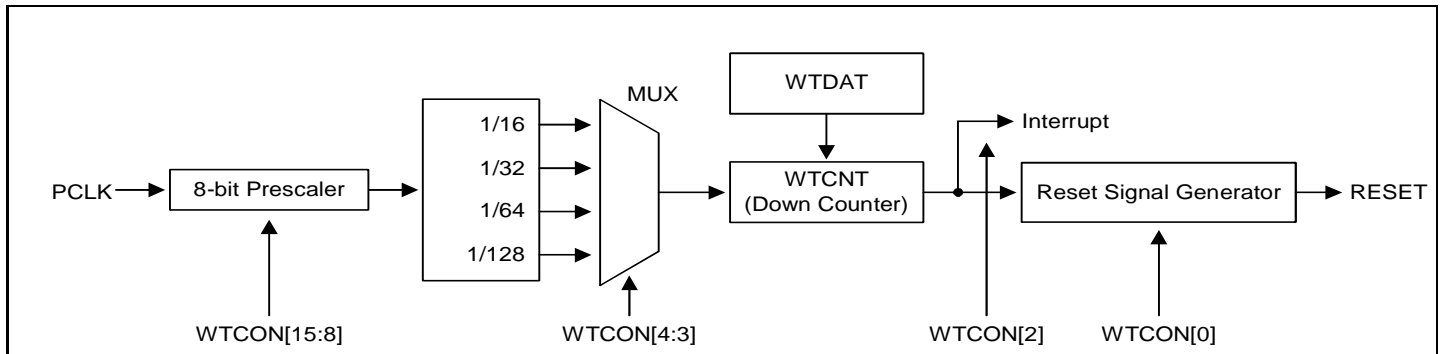 WTDAT
MUX
1/16
Interrupt
1/32
PCLK
8-bit Prescaler
WTCNT
(Down Counter)
Reset Signal Generator
RESET
1/64
1/128
WTCON[15:8]
WTCON[4:3]
WTCON[2]
WTCON[0]